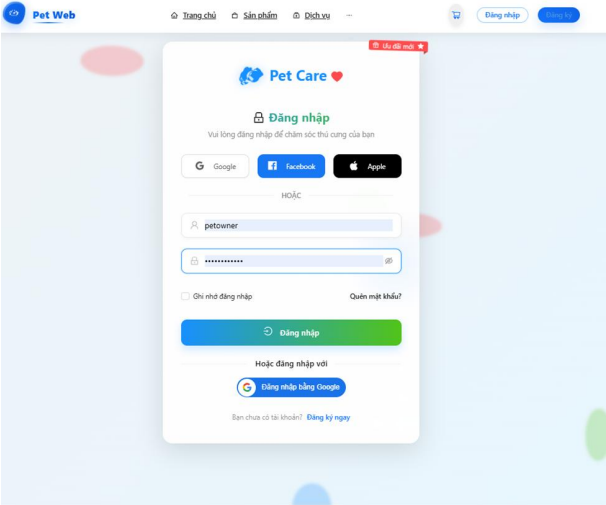 Pet Web Trang chủ Sản phẩm Dịch vụ ... Đăng nhập Đăng ký
Ưu đãi mới
Pet Care
Đăng nhập
Vui lòng đăng nhập để chăm sóc thú cưng của bạn
Google Facebook Apple
HOẶC
petowner
••••••••••••
Ghi nhớ đăng nhập Quên mật khẩu?
Đăng nhập
Hoặc đăng nhập với
Đăng nhập bằng Google
Bạn chưa có tài khoản? Đăng ký ngay